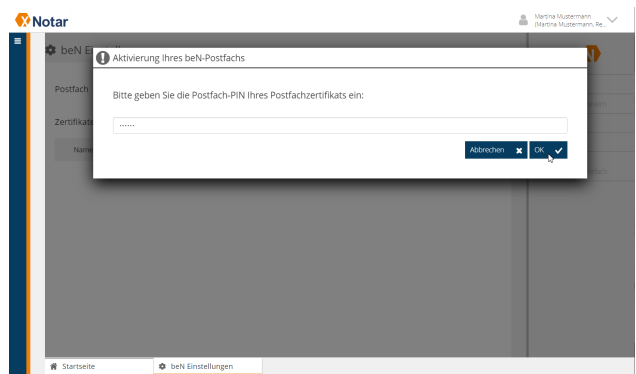 XNotar
Martina Mustermann
(Martina Mustermann, Re...
beN Ei
Aktivierung Ihres beN-Postfachs
Postfach
Bitte geben Sie die Postfach-PIN Ihres Postfachzertifikats ein:
Zertifikate
······
Name
Abbrechen
OK
Startseite
beN Einstellungen